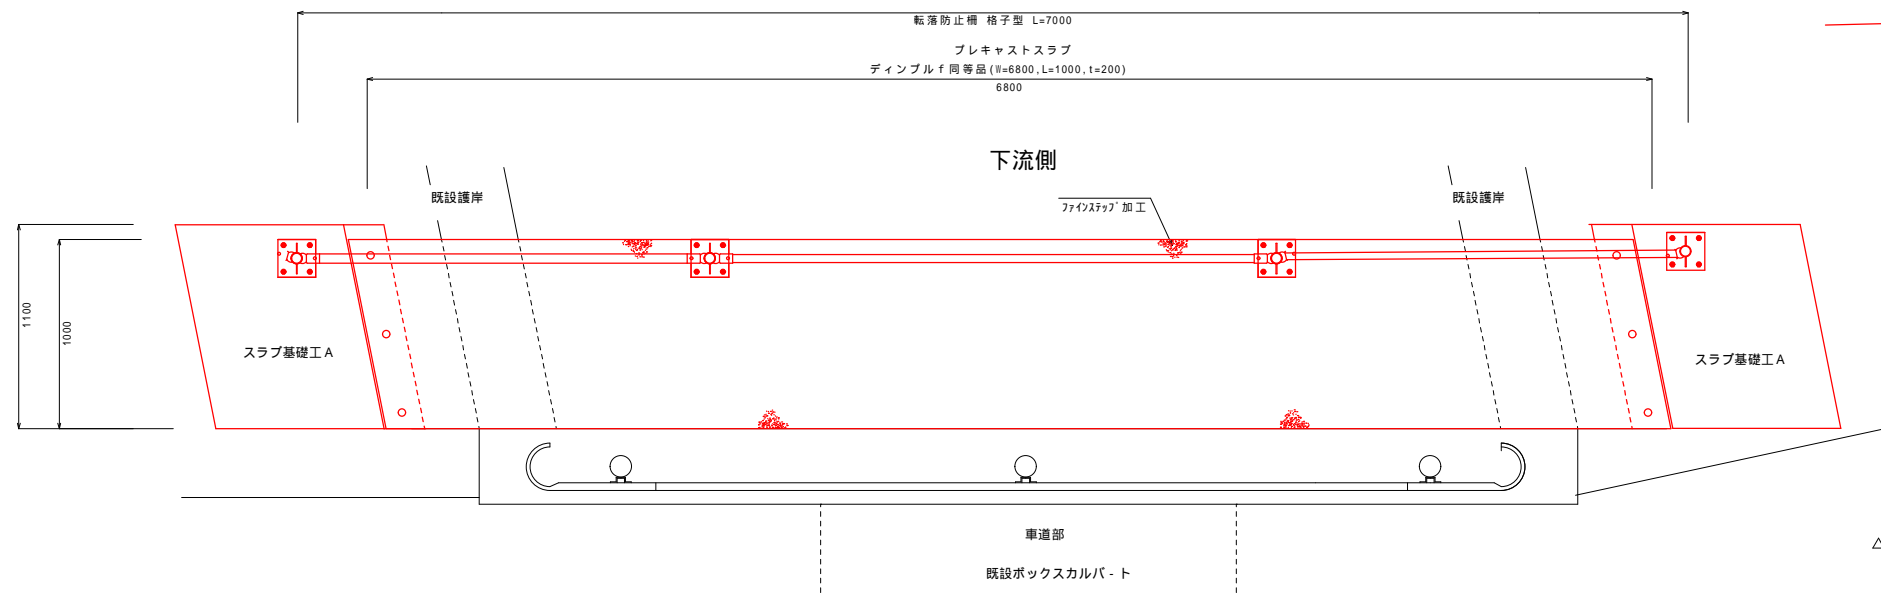 転落防止柵 格子型 L=7000
プレキャストスラブ
ディンプルf同等品(W=6800,L=1000,t=200)
6800
下流側
既設護岸
既設護岸
ﾌｧｲﾝｽﾃｯﾌﾟ加工
1100
1000
スラブ基礎工A
スラブ基礎工A
車道部
既設ボックスカルバ-ト